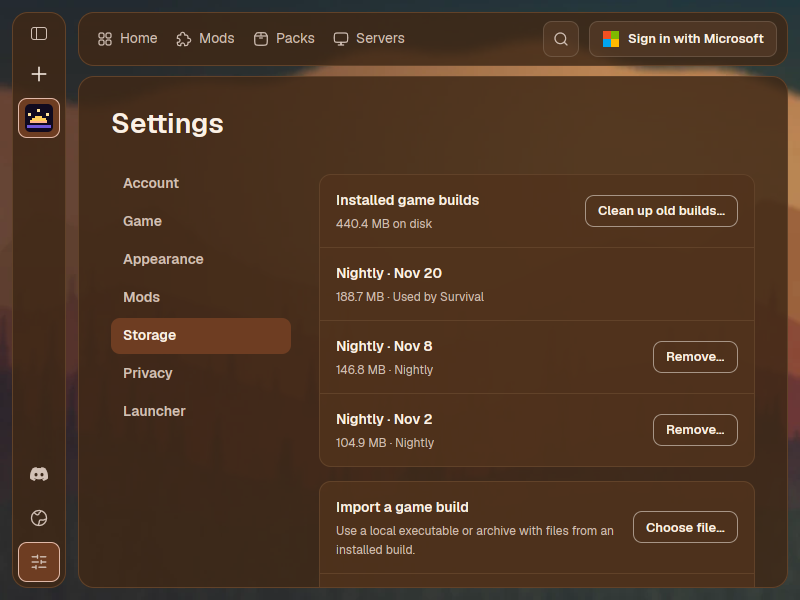 Home
Mods
Packs
Servers
Sign in with Microsoft
Settings
Account
Game
Appearance
Mods
Storage
Privacy
Launcher
Installed game builds
440.4 MB on disk
Clean up old builds...
Nightly · Nov 20
188.7 MB · Used by Survival
Nightly · Nov 8
146.8 MB · Nightly
Remove...
Nightly · Nov 2
104.9 MB · Nightly
Remove...
Import a game build
Use a local executable or archive with files from an
installed build.
Choose file...